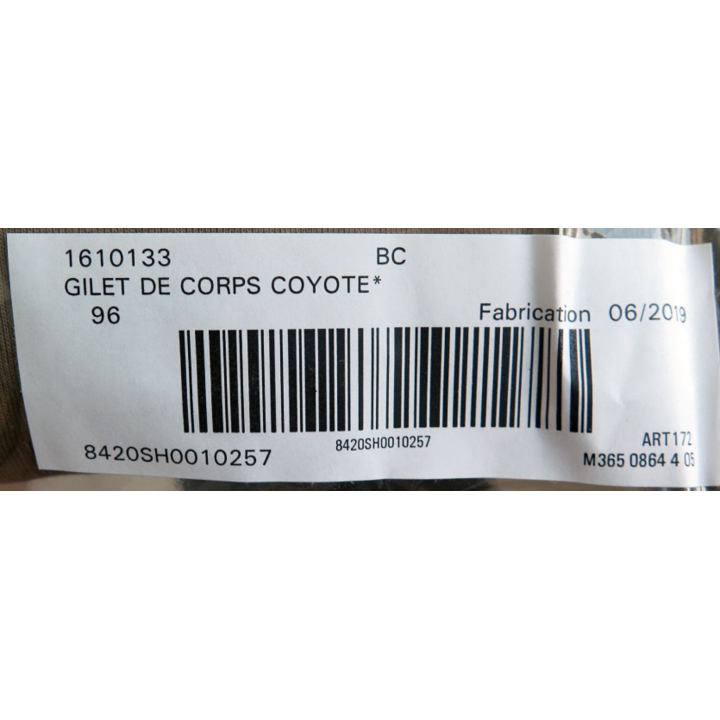 1610133 BC
GILET DE CORPS COYOTE*
96 Fabrication 06/2019
8420SH0010257
8420SH0010257
ART172
M365 0864 4 05